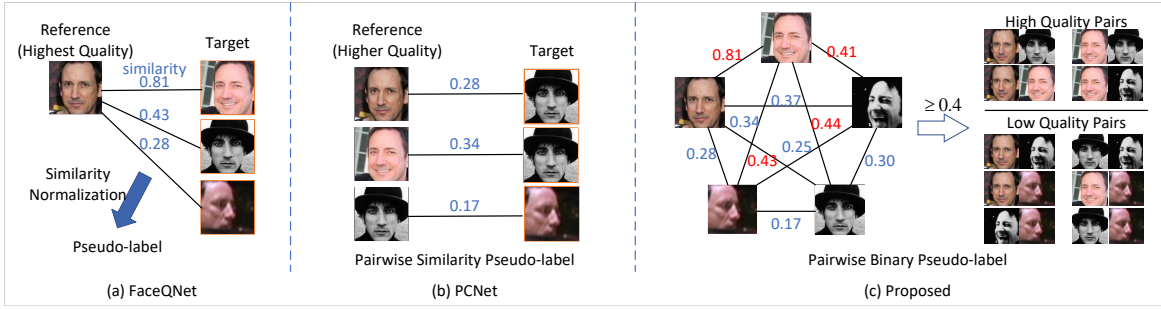 Reference
(Highest Quality)
Target
similarity
0.81
0.43
0.28
Similarity
Normalization
Pseudo-label
(a) FaceQNet
Reference
(Higher Quality)
Target
0.28
0.34
0.17
Pairwise Similarity Pseudo-label
(b) PCNet
0.81
0.41
0.37
0.34
0.44
0.28
0.43
0.25
0.30
0.17
≥ 0.4
High Quality Pairs
Low Quality Pairs
Pairwise Binary Pseudo-label
(c) Proposed